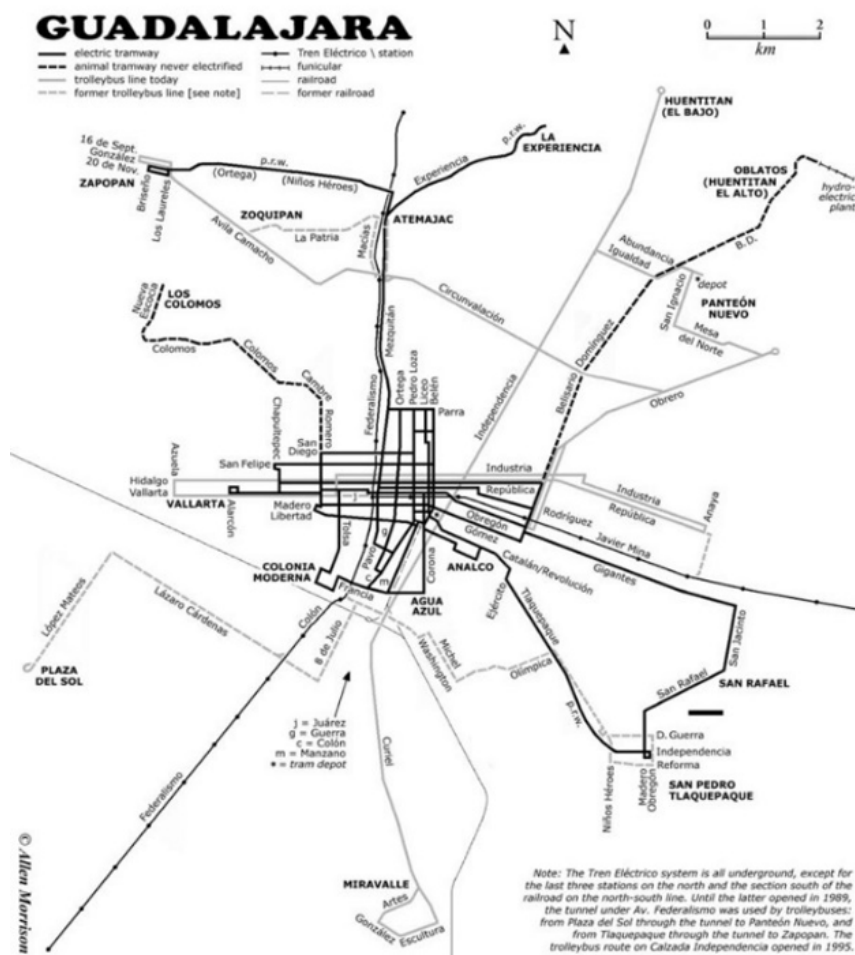 GUADALAJARA
electric tramway
animal tramway never electrified
trolleybus line today
former trolleybus line [see note]
Tren Eléctrico \ station
funicular
railroad
former railroad
N
0 1 2
km
HUENTITAN
(EL BAJO)
LA
EXPERIENCIA
p.r.w.
Experiencia
OBLATOS
(HUENTITAN
EL ALTO)
hydro-
electric
plant
B.D.
16 de Sept.
González
20 de Nov.
ZAPOPAN
Briseño
Los Laureles
p.r.w.
(Ortega)
(Niños Héroes)
ZOQUIPAN
La Patria
Macías
ATEMAJAC
Avila Camacho
Circunvalación
Abundancia
Igualdad
depot
PANTEÓN
NUEVO
San Ignacio
Mesa
del Norte
Nueva
Escocia
LOS
COLOMOS
Colomos
Colomos
Cambre
Romero
Mezquitán
Federalismo
Ortega
Pedro Loza
Liceo
Belén
Parra
Independencia
Belisario
Domínguez
Obrero
Chapultepec
San
Diego
San Felipe
Azuela
Hidalgo
Vallarta
VALLARTA
Alarcón
Madero
Libertad
j
Industria
República
Industria
República
Anaya
Rodríguez
Javier Mina
Obregón
Gómez
Gigantes
Catalán/Revolución
Tolsa
Pavo
g
c
m
Corona
ANALCO
COLONIA
MODERNA
Francia
AGUA
AZUL
Ejército
Tlaquepaque
San Jacinto
López Mateos
Lázaro Cárdenas
PLAZA
DEL SOL
Colón
8 de Julio
Michel
Washington
Olímpica
p.r.w.
San Rafael
SAN RAFAEL
j = Juárez
g = Guerra
c = Colón
m = Manzano
* = tram depot
Curiel
D. Guerra
Independencia
Reforma
Niños Héroes
Madero
Obregón
SAN PEDRO
TLAQUEPAQUE
Federalismo
MIRAVALLE
Artes
González
Escultura
© Allen Morrison
Note: The Tren Eléctrico system is all underground, except for
the last three stations on the north and the section south of the
railroad on the north-south line. Until the latter opened in 1989,
the tunnel under Av. Federalismo was used by trolleybuses:
from Plaza del Sol through the tunnel to Panteón Nuevo, and
from Tlaquepaque through the tunnel to Zapopan. The
trolleybus route on Calzada Independencia opened in 1995.